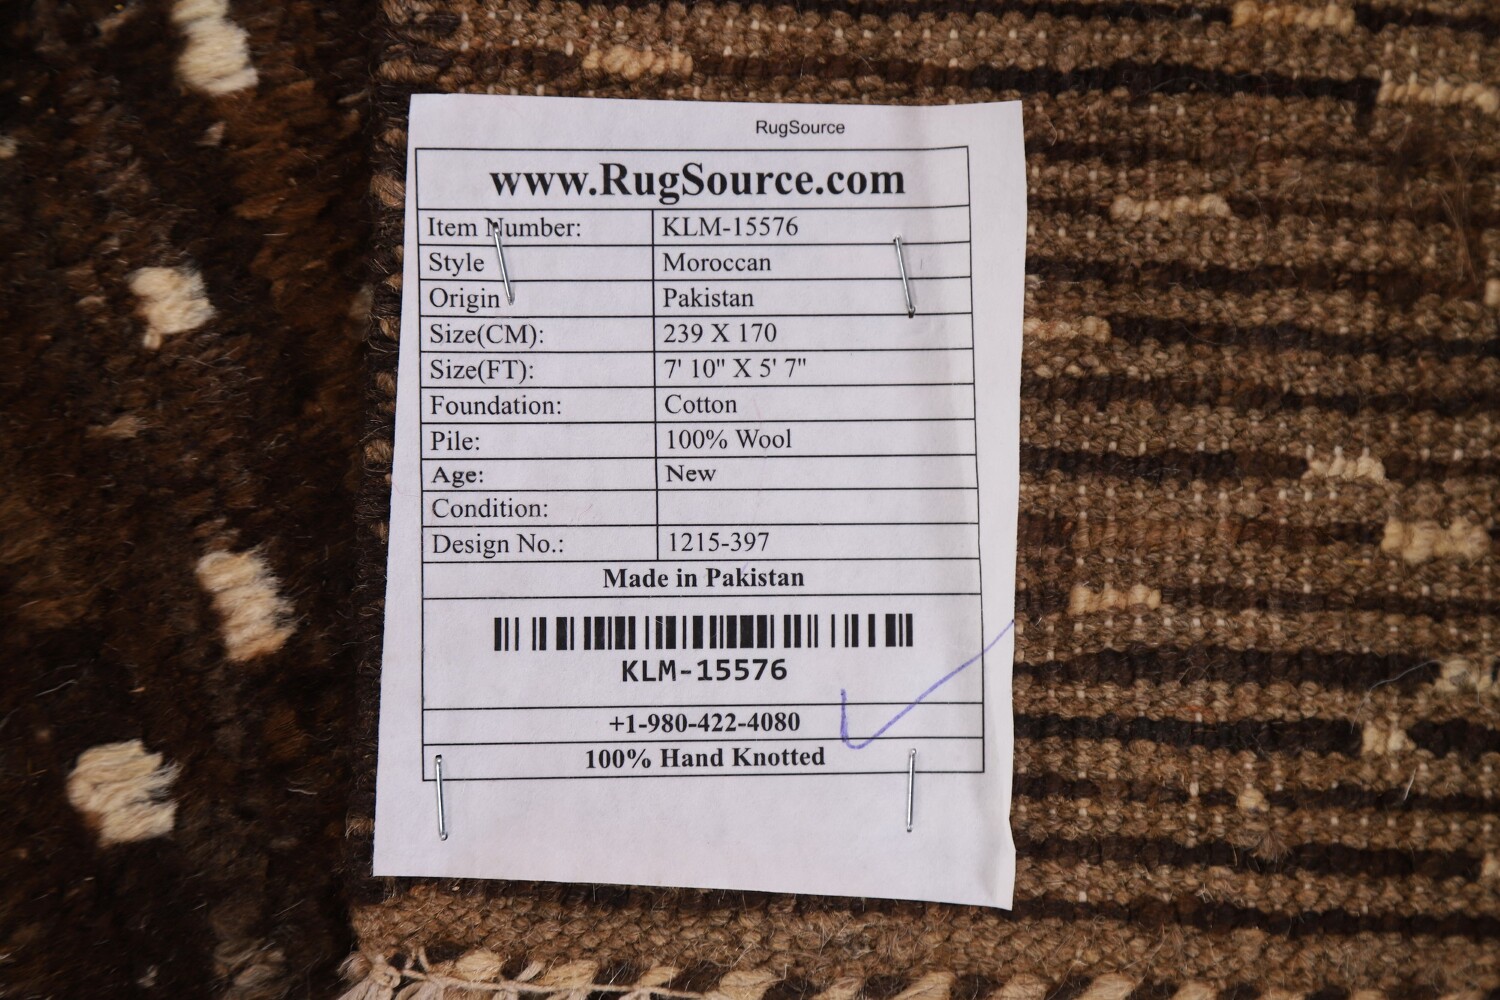 RugSource
www.RugSource.com
Item Number: KLM-15576
Style Moroccan
Origin Pakistan
Size(CM): 239 X 170
Size(FT): 7' 10" X 5' 7"
Foundation: Cotton
Pile: 100% Wool
Age: New
Condition:
Design No.: 1215-397
Made in Pakistan
KLM-15576
+1-980-422-4080
100% Hand Knotted